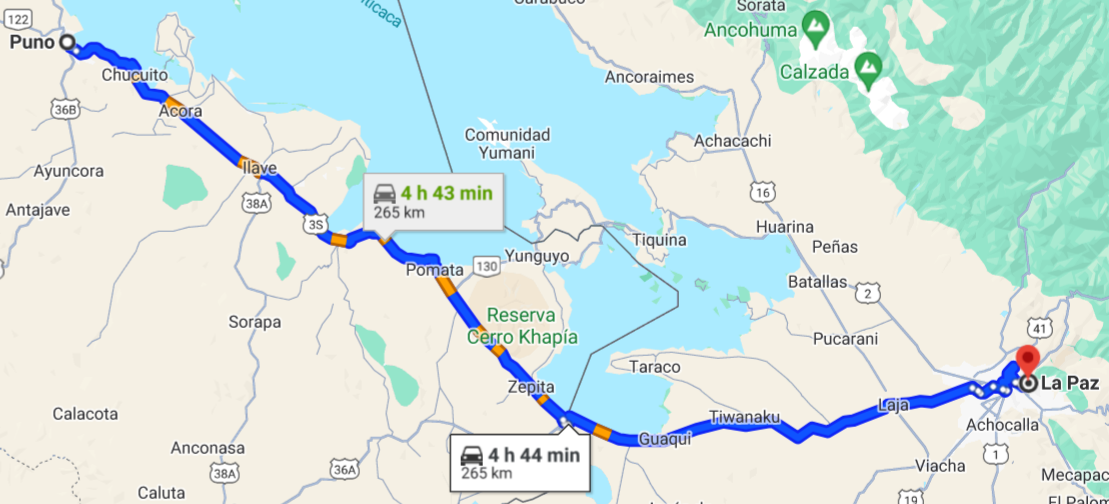 Sorata
122
Ancohuma
Puno
Calzada
Chucuito
Ancoraimes
36B
Acora
Comunidad
Yumani
Achacachi
Ayuncora
Ilave
4 h 43 min
265 km
16
38A
Antajave
3S
Huarina
Tiquina
Peñas
Yunguyo
130
Pomata
Batallas
2
Reserva
Cerro Khapía
Sorapa
41
Pucarani
Taraco
La Paz
Zepita
Laja
Calacota
Tiwanaku
Achocalla
Guaqui
Anconasa
4 h 44 min
265 km
1
Viacha
36A
38A
Mecapac
Caluta
19
El Palom